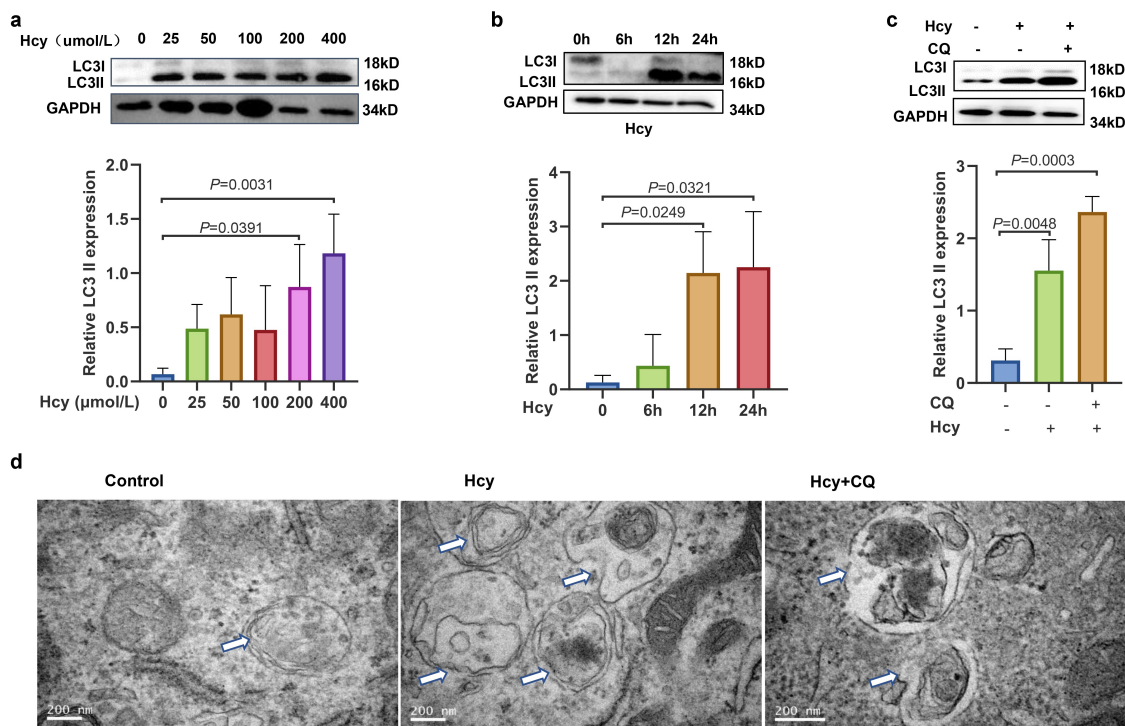 a
Hcy（umol/L） 0 25 50 100 200 400
LC3I 18kD
LC3II 16kD
GAPDH 34kD
Relative LC3 II expression
2.0
1.5
1.0
0.5
0.0
P=0.0031
P=0.0391
Hcy (μmol/L) 0 25 50 100 200 400
b
0h 6h 12h 24h
LC3I 18kD
LC3II 16kD
GAPDH 34kD
Hcy
Relative LC3 II expression
4
3
2
1
0
P=0.0321
P=0.0249
Hcy 0 6h 12h 24h
c
Hcy - + +
CQ - - +
LC3I 18kD
LC3II 16kD
GAPDH 34kD
Relative LC3 II expression
3
2
1
0
P=0.0003
P=0.0048
CQ - - +
Hcy - + +
d
Control Hcy Hcy+CQ
200 nm 200 nm 200 nm